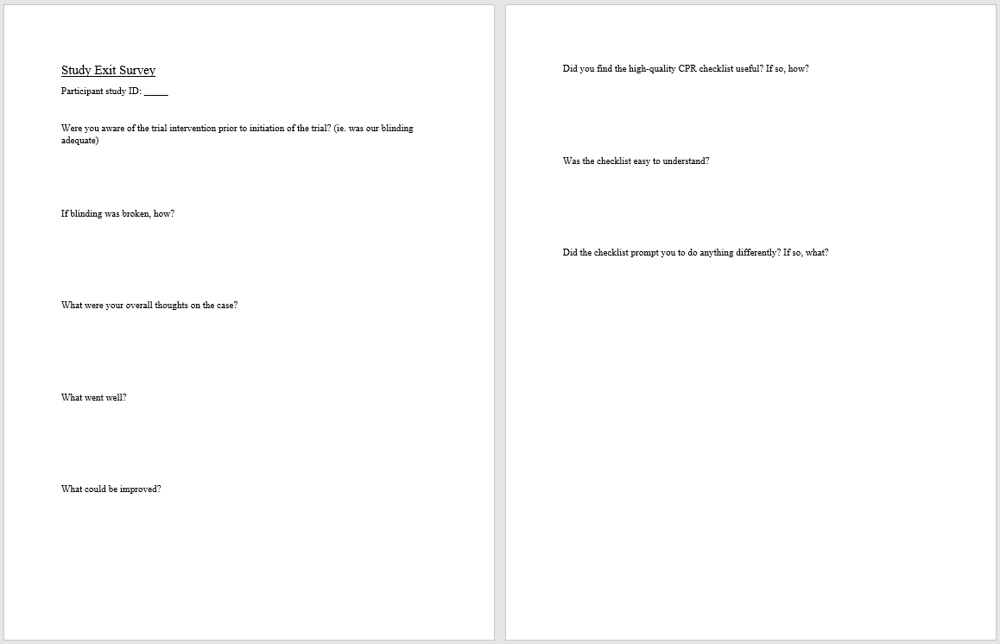 Study Exit Survey
Participant study ID: _____
Were you aware of the trial intervention prior to initiation of the trial? (ie. was our blinding
adequate)
If blinding was broken, how?
What were your overall thoughts on the case?
What went well?
What could be improved?
Did you find the high-quality CPR checklist useful? If so, how?
Was the checklist easy to understand?
Did the checklist prompt you to do anything differently? If so, what?